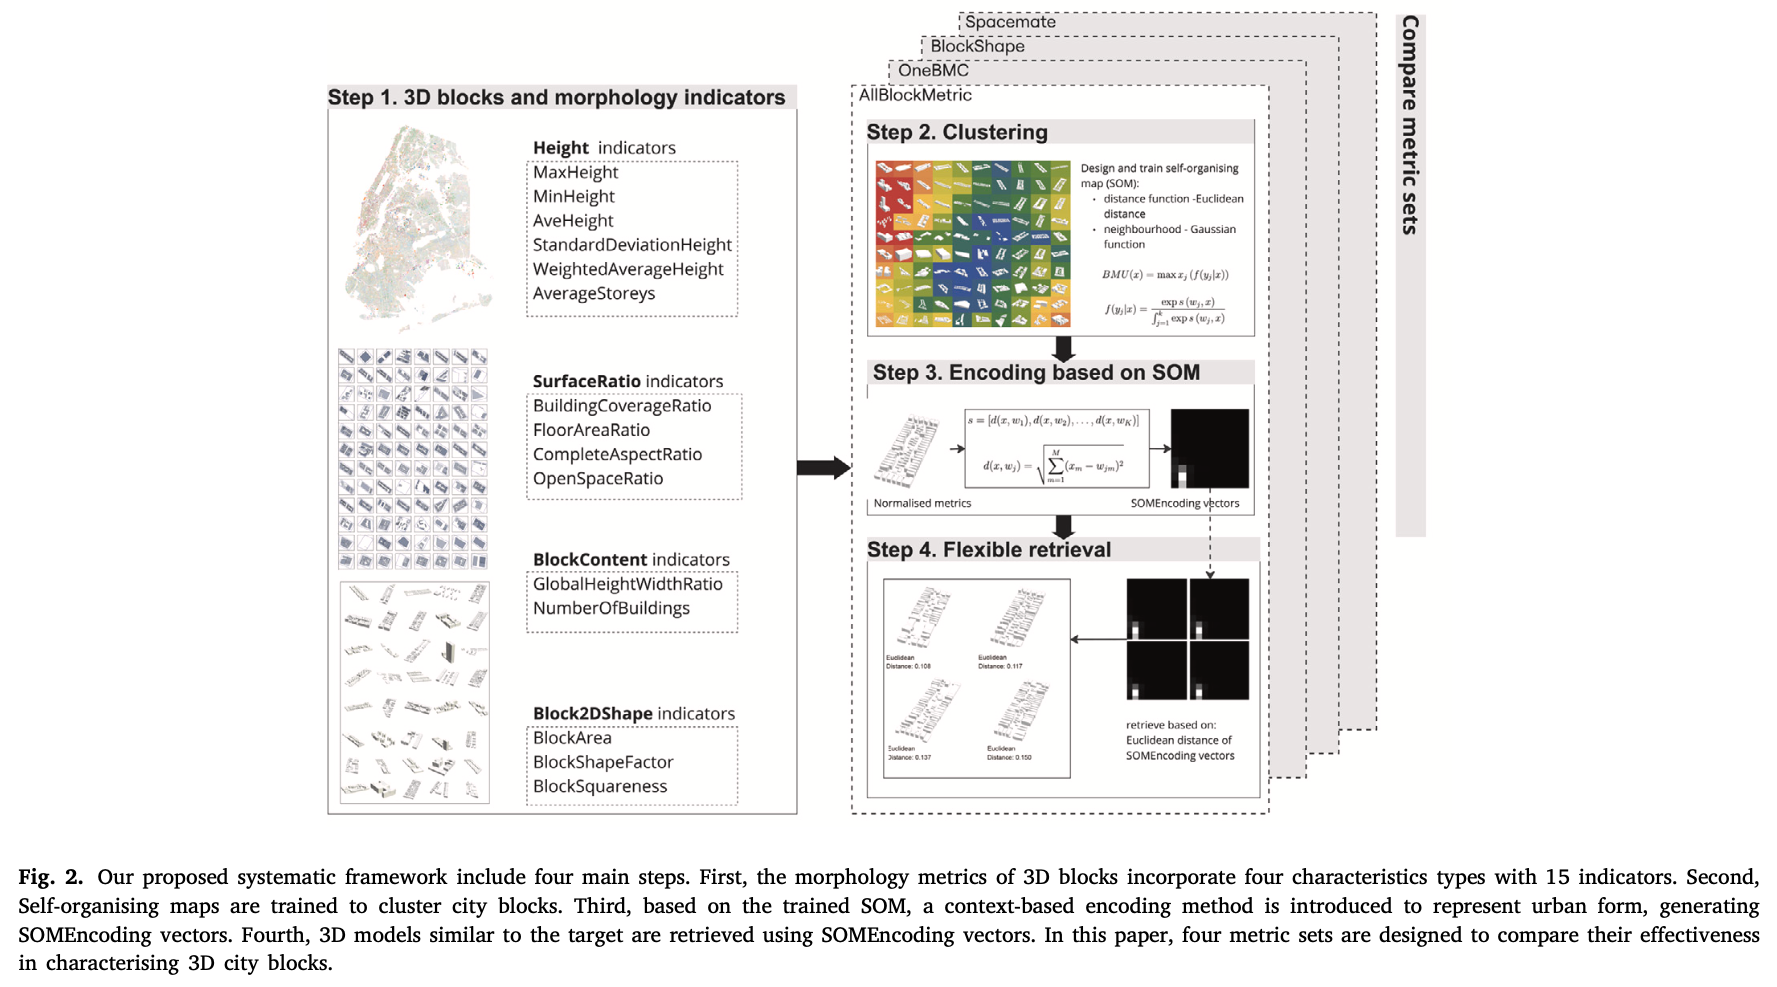 Spacemate
BlockShape
OneBMC
AllBlockMetric
Compare metric sets
Step 1. 3D blocks and morphology indicators
Height indicators
MaxHeight
MinHeight
AveHeight
StandardDeviationHeight
WeightedAverageHeight
AverageStoreys
SurfaceRatio indicators
BuildingCoverageRatio
FloorAreaRatio
CompleteAspectRatio
OpenSpaceRatio
BlockContent indicators
GlobalHeightWidthRatio
NumberOfBuildings
Block2DShape indicators
BlockArea
BlockShapeFactor
BlockSquareness
Step 2. Clustering
Design and train self-organising
map (SOM):
• distance function -Euclidean
distance
• neighbourhood - Gaussian
function
BMU(x) = max x_j (f(y_j|x))
f(y_j|x) = exp s (w_j, x) / ∫_{j=1}^{k} exp s (w_j, x)
Step 3. Encoding based on SOM
s = [d(x, w_1), d(x, w_2), . . . , d(x, w_K)]
d(x, w_j) = √(∑_{m=1}^{M} (x_m − w_{jm})²)
Normalised metrics
SOMEncoding vectors
Step 4. Flexible retrieval
Euclidean
Distance: 0.108
Euclidean
Distance: 0.117
Euclidean
Distance: 0.137
Euclidean
Distance: 0.150
retrieve based on:
Euclidean distance of
SOMEncoding vectors
Fig. 2. Our proposed systematic framework include four main steps. First, the morphology metrics of 3D blocks incorporate four characteristics types with 15 indicators. Second,
Self-organising maps are trained to cluster city blocks. Third, based on the trained SOM, a context-based encoding method is introduced to represent urban form, generating
SOMEncoding vectors. Fourth, 3D models similar to the target are retrieved using SOMEncoding vectors. In this paper, four metric sets are designed to compare their effectiveness
in characterising 3D city blocks.